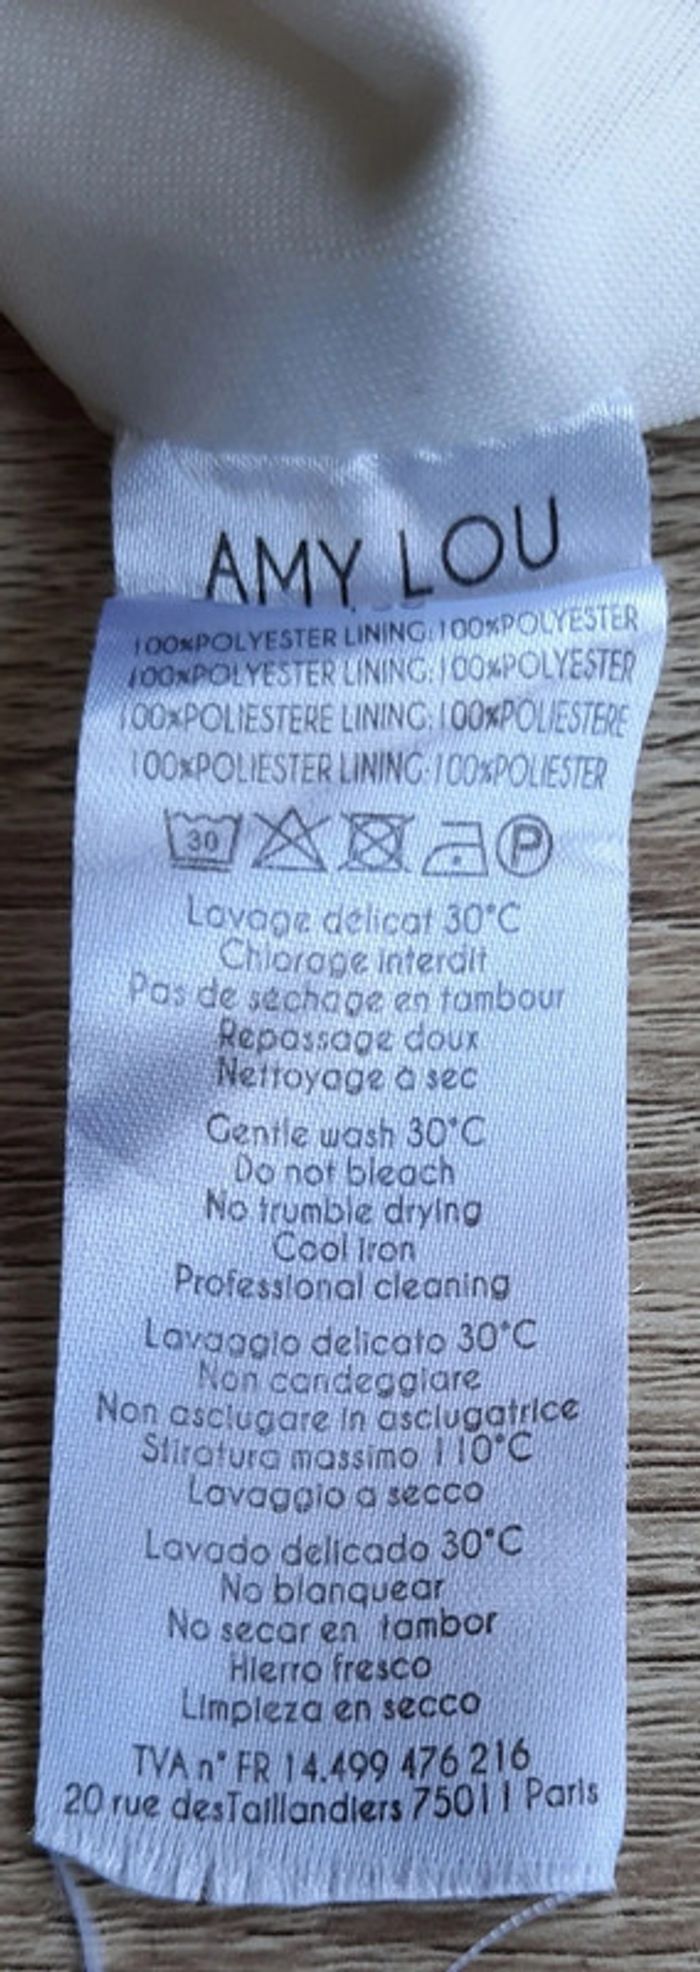 AMY LOU
100%POLYESTER LINING:100%POLYESTER
100%POLYESTER LINING:100%POLYESTER
100%POLIESTERE LINING:100%POLIESTERE
100%POLIESTER LINING:100%POLIESTER
30 P
Lavage délicat 30°C
Chlorage interdit
Pas de séchage en tambour
Repassage doux
Nettoyage à sec
Gentle wash 30°C
Do not bleach
No trumble drying
Cool iron
Professional cleaning
Lavaggio delicato 30°C
Non candeggiare
Non asciugare in asciugatrice
Stiratura massimo 110°C
Lavaggio a secco
Lavado delicado 30°C
No blanquear
No secar en tambor
Hierro fresco
Limpieza en secco
TVA n° FR 14.499 476 216
20 rue desTaillandiers 75011 Paris